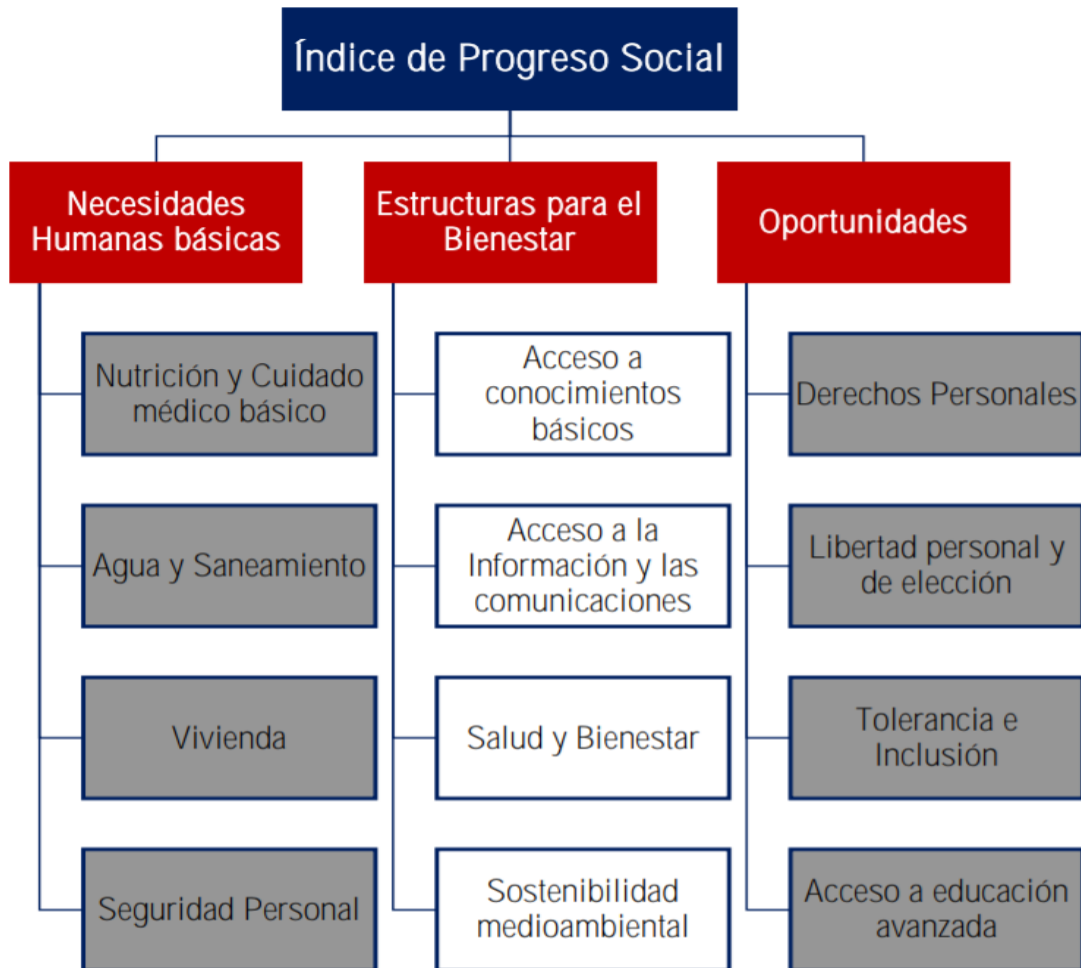 Índice de Progreso Social
Necesidades
Humanas básicas
Nutrición y Cuidado
médico básico
Agua y Saneamiento
Vivienda
Seguridad Personal
Estructuras para el
Bienestar
Acceso a
conocimientos
básicos
Acceso a la
Información y las
comunicaciones
Salud y Bienestar
Sostenibilidad
medioambiental
Oportunidades
Derechos Personales
Libertad personal y
de elección
Tolerancia e
Inclusión
Acceso a educación
avanzada